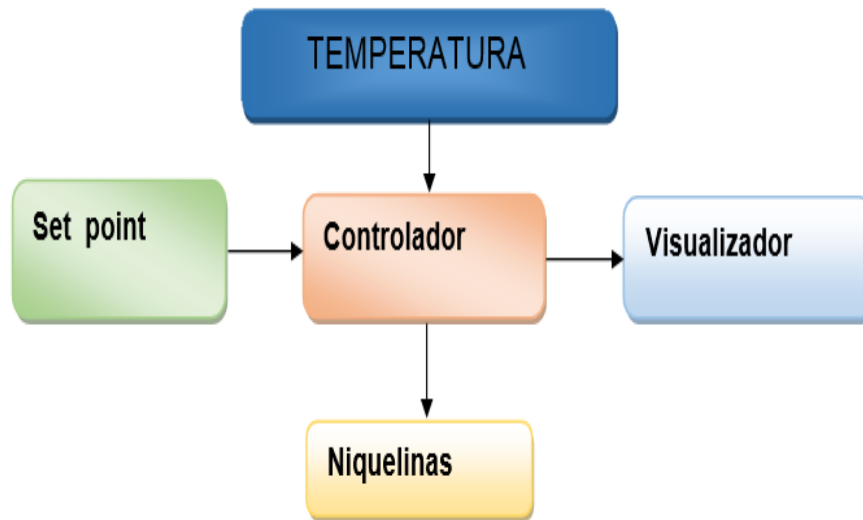 TEMPERATURA
Set point
Controlador
Visualizador
Niquelinas